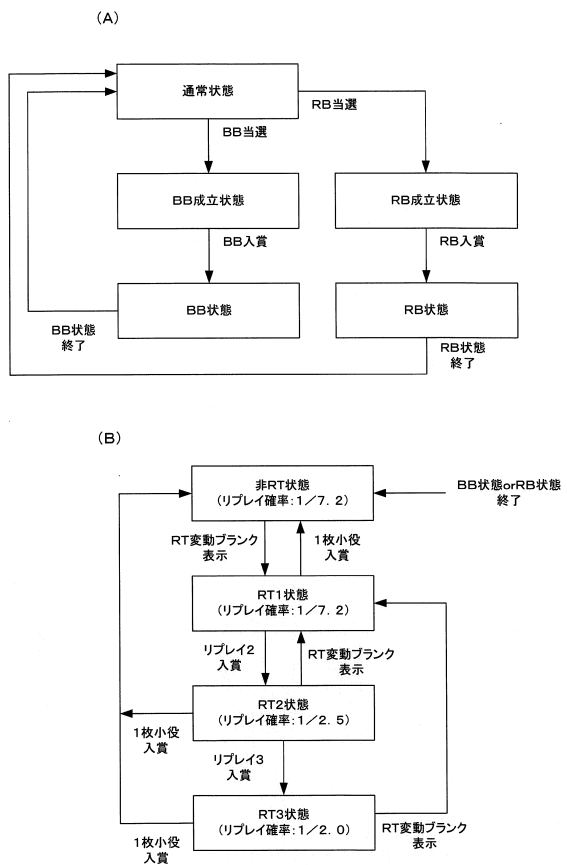 (A)
通常状態
RB当選
BB当選
BB成立状態
RB成立状態
BB入賞
RB入賞
BB状態
RB状態
BB状態
終了
RB状態
終了
(B)
非RT状態
(リプレイ確率:1/7.2)
BB状態orRB状態
終了
RT変動ブランク
表示
1枚小役
入賞
RT1状態
(リプレイ確率:1/7.2)
リプレイ2
入賞
RT変動ブランク
表示
RT2状態
(リプレイ確率:1/2.5)
1枚小役
入賞
リプレイ3
入賞
RT3状態
(リプレイ確率:1/2.0)
1枚小役
入賞
RT変動ブランク
表示